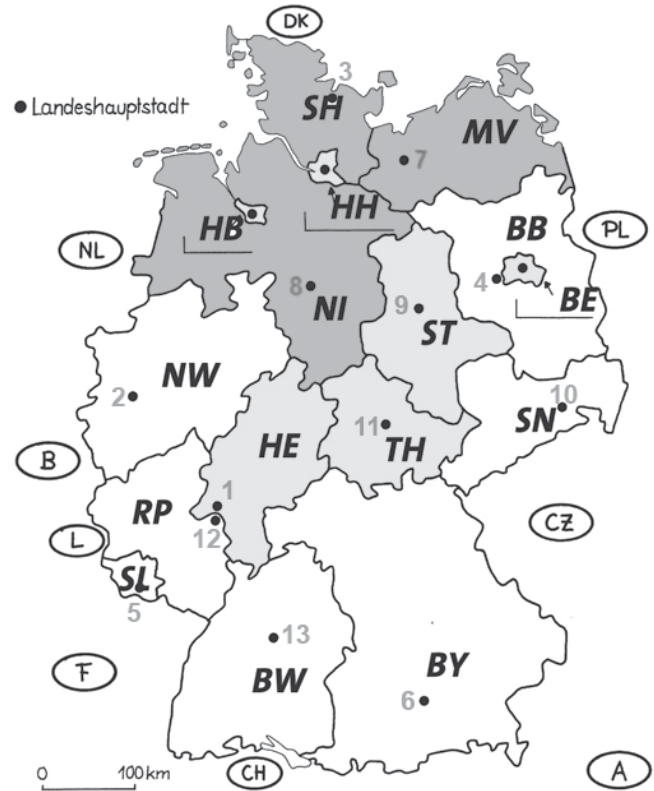 DK
Landeshauptstadt
3
SH
MV
7
HH
HB
NL
BB
PL
4
BE
8
NI
9
ST
NW
2
10
SN
11
TH
HE
B
1
RP
12
L
CZ
SL
5
13
F
BW
BY
6
0 100 km
CH
A